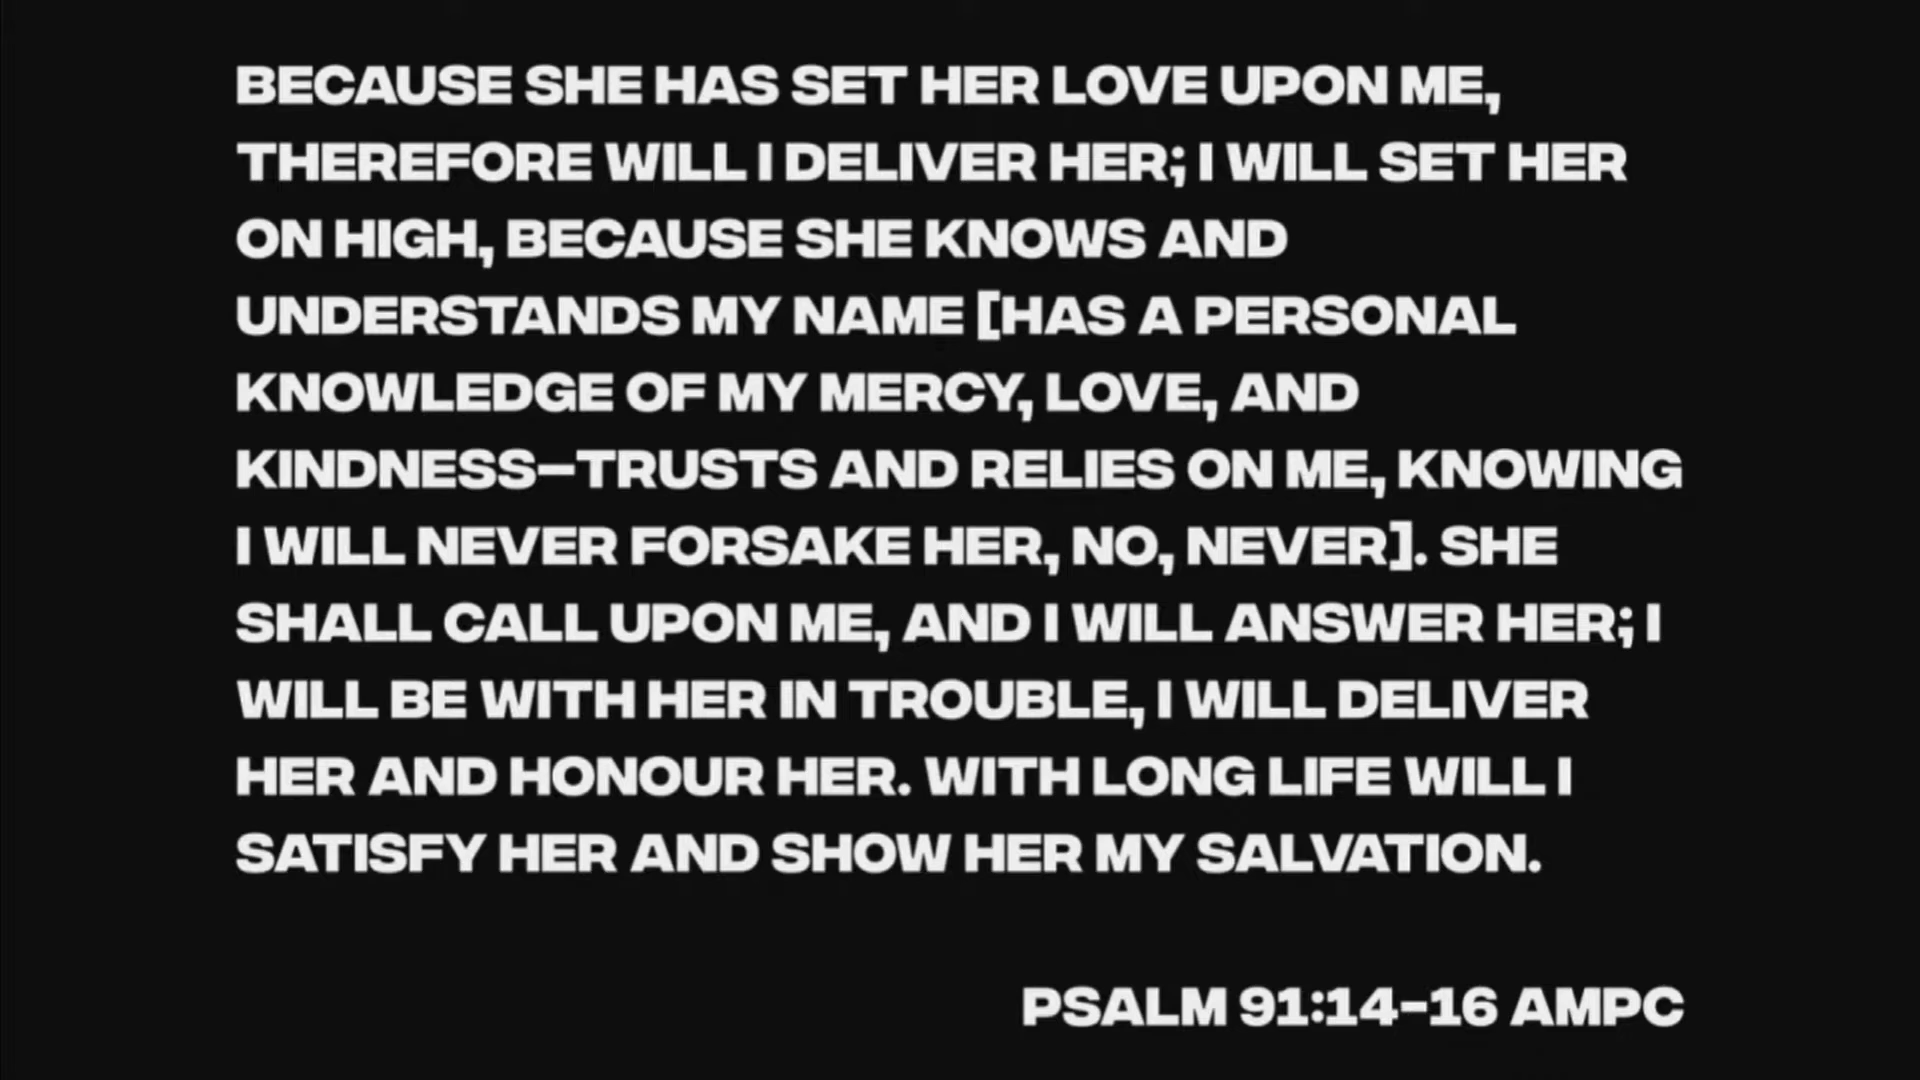 BECAUSE SHE HAS SET HER LOVE UPON ME,
THEREFORE WILL I DELIVER HER; I WILL SET HER
ON HIGH, BECAUSE SHE KNOWS AND
UNDERSTANDS MY NAME [HAS A PERSONAL
KNOWLEDGE OF MY MERCY, LOVE, AND
KINDNESS—TRUSTS AND RELIES ON ME, KNOWING
I WILL NEVER FORSAKE HER, NO, NEVER]. SHE
SHALL CALL UPON ME, AND I WILL ANSWER HER; I
WILL BE WITH HER IN TROUBLE, I WILL DELIVER
HER AND HONOUR HER. WITH LONG LIFE WILL I
SATISFY HER AND SHOW HER MY SALVATION.
PSALM 91:14-16 AMPC